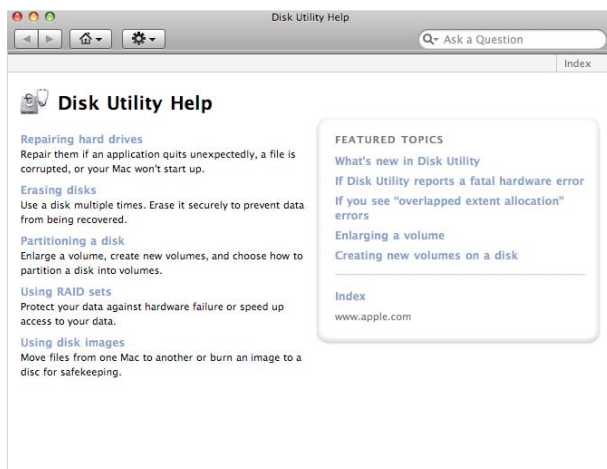 Disk Utility Help
Ask a Question
Index
Disk Utility Help
Repairing hard drives
Repair them if an application quits unexpectedly, a file is
corrupted, or your Mac won't start up.
Erasing disks
Use a disk multiple times. Erase it securely to prevent data
from being recovered.
Partitioning a disk
Enlarge a volume, create new volumes, and choose how to
partition a disk into volumes.
Using RAID sets
Protect your data against hardware failure or speed up
access to your data.
Using disk images
Move files from one Mac to another or burn an image to a
disc for safekeeping.
FEATURED TOPICS
What's new in Disk Utility
If Disk Utility reports a fatal hardware error
If you see "overlapped extent allocation"
errors
Enlarging a volume
Creating new volumes on a disk
Index
www.apple.com